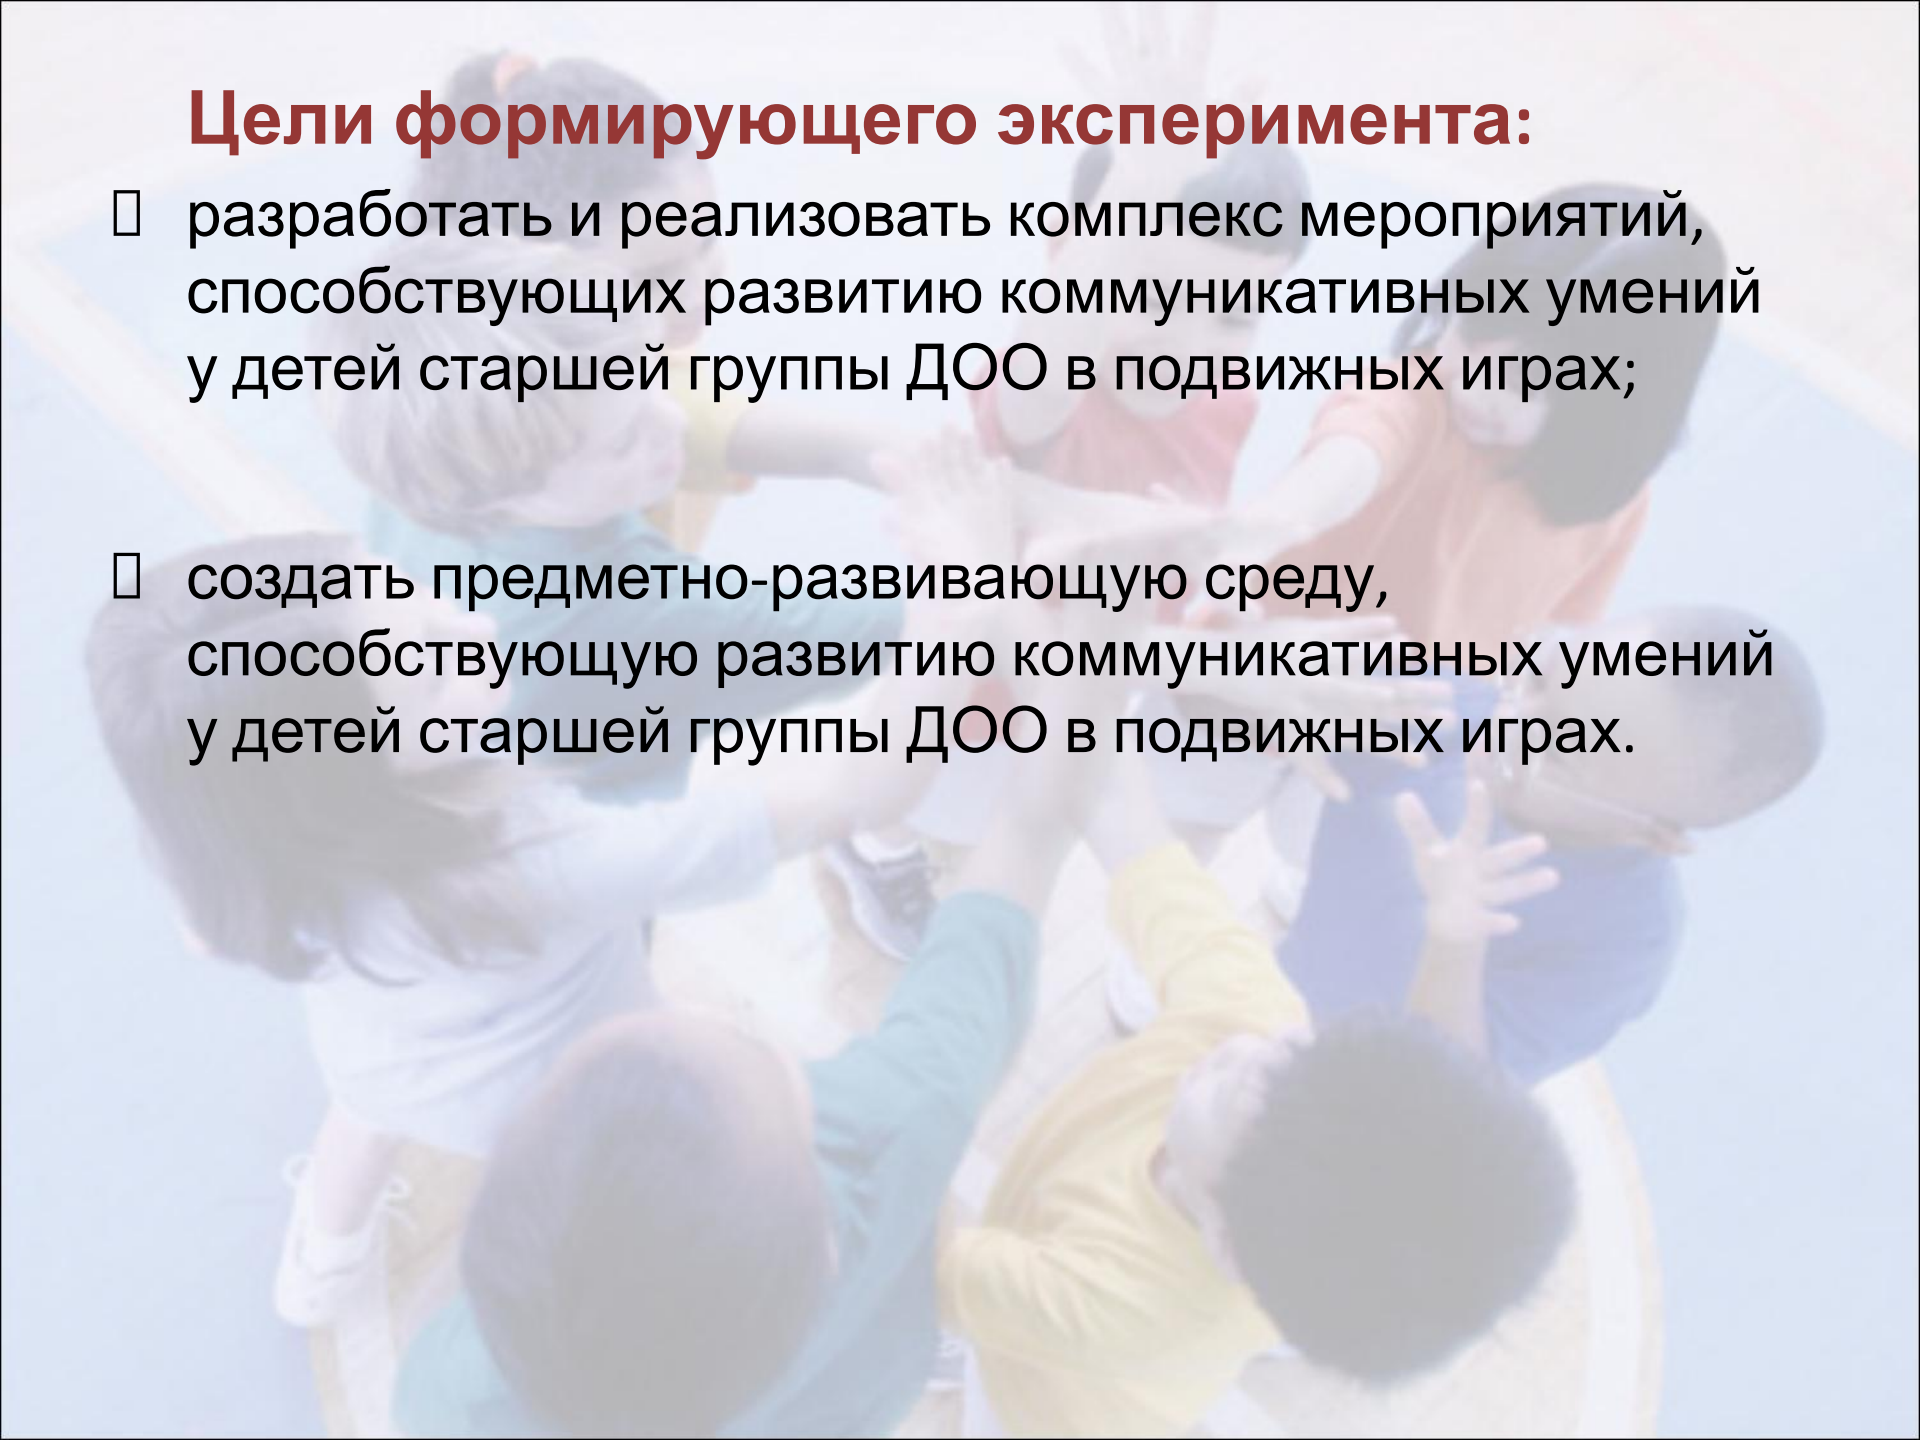 Цели формирующего эксперимента:
разработать и реализовать комплекс мероприятий,
способствующих развитию коммуникативных умений
у детей старшей группы ДОО в подвижных играх;
создать предметно-развивающую среду,
способствующую развитию коммуникативных умений
у детей старшей группы ДОО в подвижных играх.